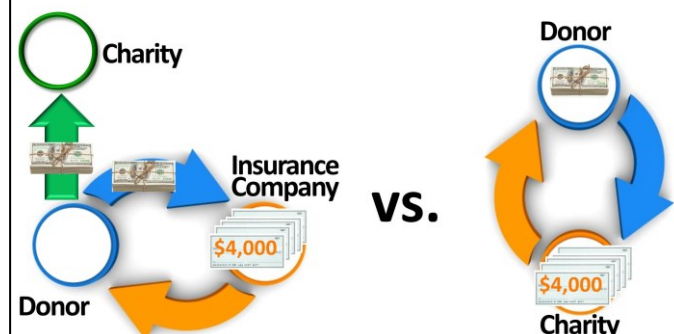 Charity
Insurance
Company
$4,000
Donor
vs.
Donor
$4,000
Charity